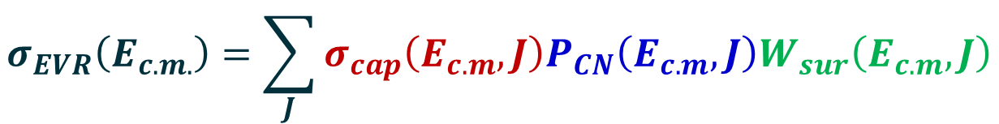 σ_EVR(E_c.m.) = ∑_J σ_cap(E_c.m, J)P_CN(E_c.m, J)W_sur(E_c.m, J)